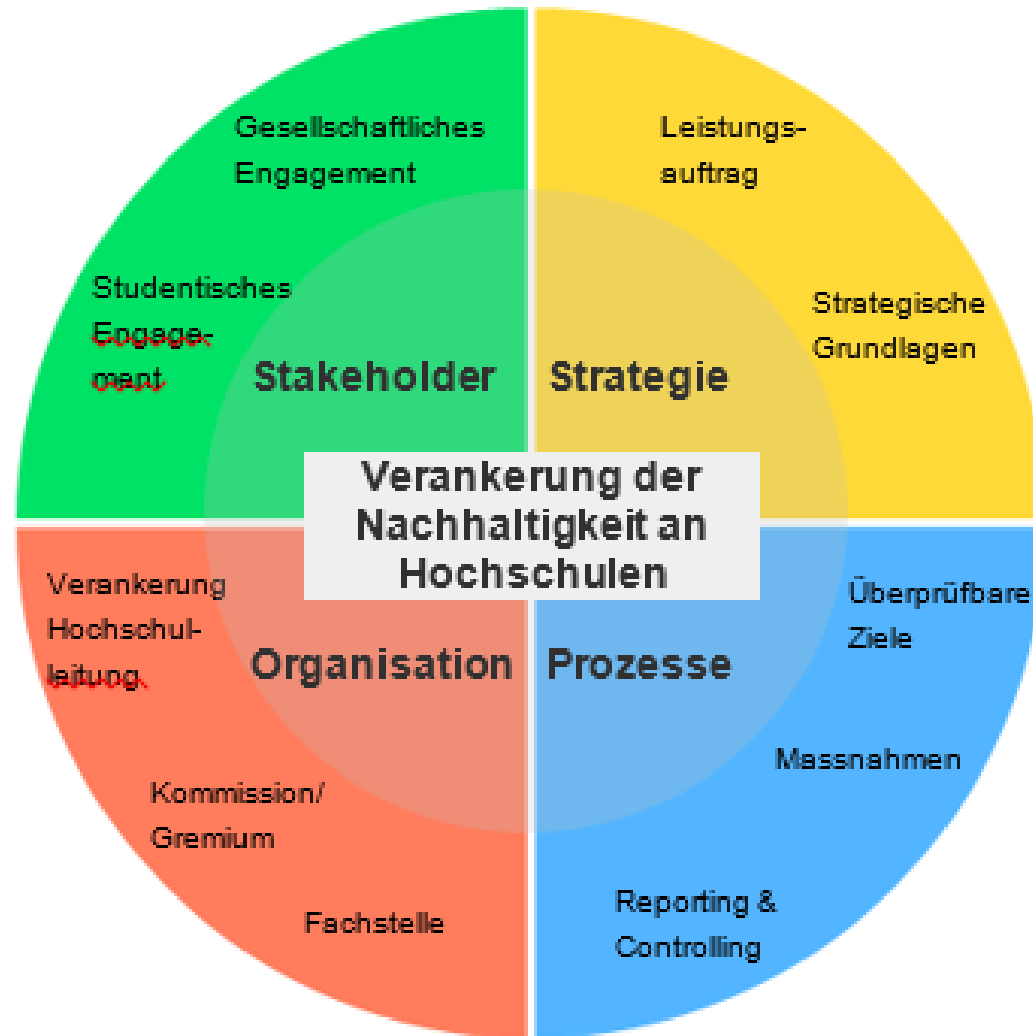 Gesellschaftliches
Engagement
Studentisches
Engage-
ment
Stakeholder
Leistungs-
auftrag
Strategische
Grundlagen
Strategie
Verankerung der
Nachhaltigkeit an
Hochschulen
Verankerung
Hochschul-
leitung
Organisation
Kommission/
Gremium
Fachstelle
Prozesse
Überprüfbare
Ziele
Massnahmen
Reporting &
Controlling